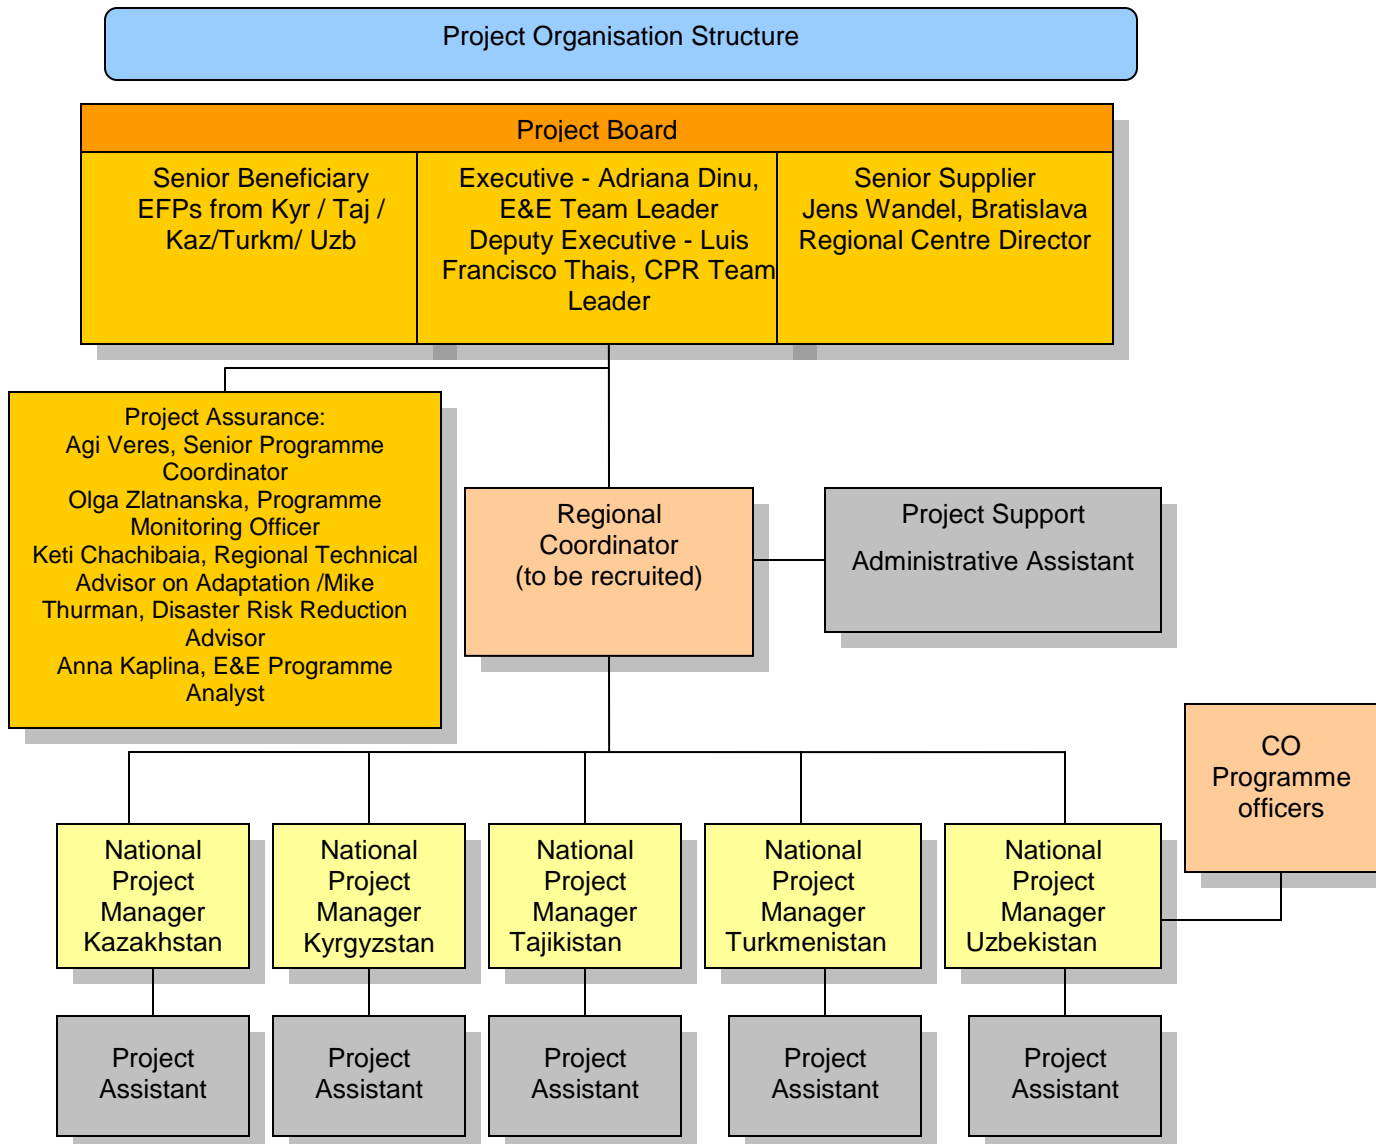 Project Organisation Structure
Project Board
Senior Beneficiary
EFPs from Kyr / Taj /
Kaz/Turkm/ Uzb
Executive - Adriana Dinu,
E&E Team Leader
Deputy Executive - Luis
Francisco Thais, CPR Team
Leader
Senior Supplier
Jens Wandel, Bratislava
Regional Centre Director
Project Assurance:
Agi Veres, Senior Programme
Coordinator
Olga Zlatnanska, Programme
Monitoring Officer
Keti Chachibaia, Regional Technical
Advisor on Adaptation /Mike
Thurman, Disaster Risk Reduction
Advisor
Anna Kaplina, E&E Programme
Analyst
Regional
Coordinator
(to be recruited)
Project Support
Administrative Assistant
CO
Programme
officers
National
Project
Manager
Kazakhstan
National
Project
Manager
Kyrgyzstan
National
Project
Manager
Tajikistan
National
Project
Manager
Turkmenistan
National
Project
Manager
Uzbekistan
Project
Assistant
Project
Assistant
Project
Assistant
Project
Assistant
Project
Assistant